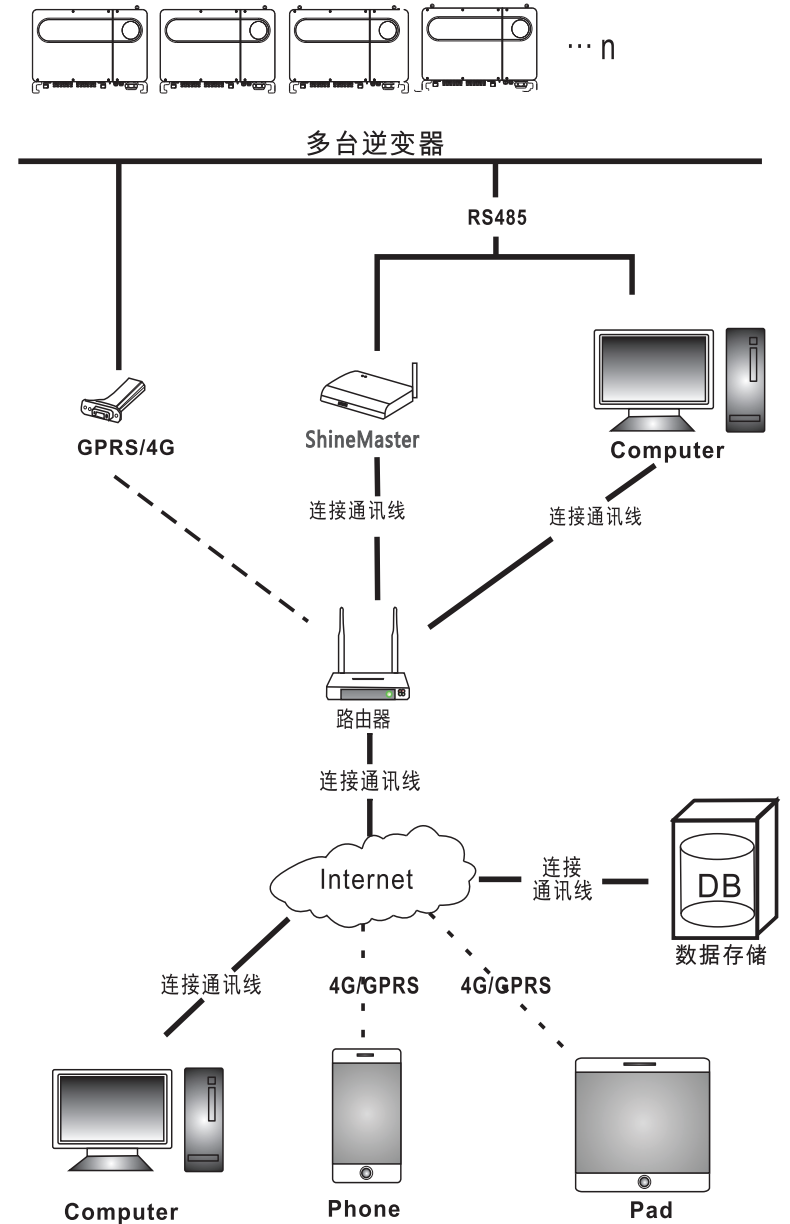 ··· n
多台逆变器
RS485
GPRS/4G
ShineMaster
Computer
连接通讯线
连接通讯线
路由器
连接通讯线
Internet
连接
通讯线
DB
数据存储
连接通讯线
4G/GPRS
4G/GPRS
Computer
Phone
Pad